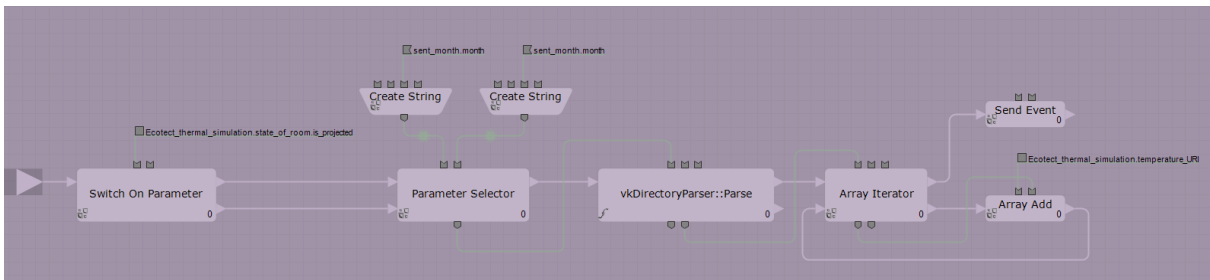 sent_month.month
sent_month.month
Create String
Create String
Send Event
0
Ecotect_thermal_simulation.state_of_room.is_projected
Ecotect_thermal_simulation.temperature_URI
Switch On Parameter
0
Parameter Selector
0
vkDirectoryParser::Parse
0
Array Iterator
0
Array Add
0